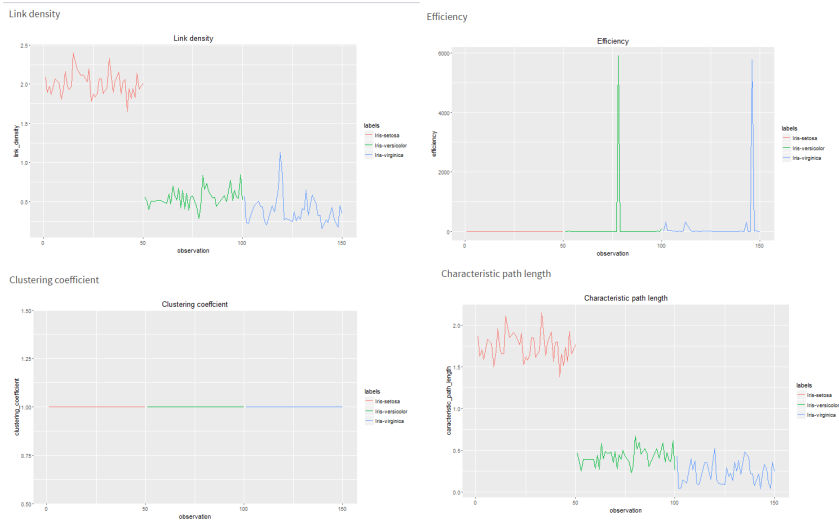 Link density
Link density
2.5
2.0
1.5
1.0
0.5
link_density
0
50
100
150
observation
labels
Iris-setosa
Iris-versicolor
Iris-virginica
Efficiency
Efficiency
6000
4000
2000
0
efficiency
0
50
100
150
observation
labels
Iris-setosa
Iris-versicolor
Iris-virginica
Clustering coefficient
Clustering coeffcient
1.50
1.25
1.00
0.75
0.50
clustering_coefficient
0
50
100
150
observation
labels
Iris-setosa
Iris-versicolor
Iris-virginica
Characteristic path length
Characteristic path length
2.0
1.5
1.0
0.5
0.0
caracteristic_path_length
0
50
100
150
observation
labels
Iris-setosa
Iris-versicolor
Iris-virginica